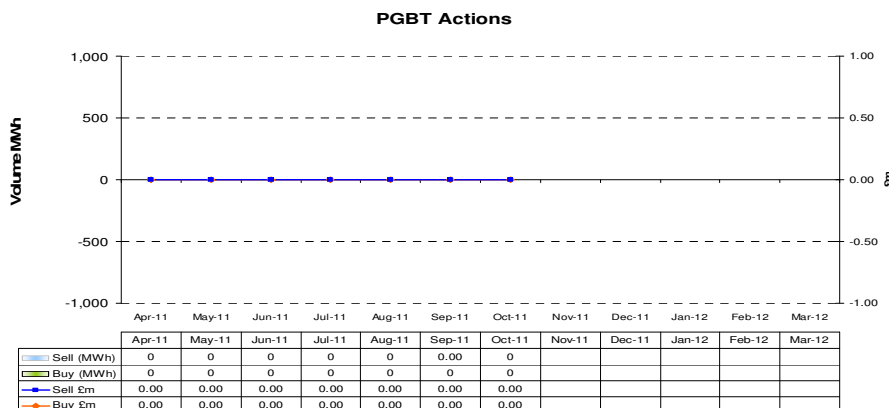 PGBT Actions
1,000
500
0
-500
-1,000
Volume MWh
1.00
0.50
0.00
-0.50
-1.00
£m
Apr-11 May-11 Jun-11 Jul-11 Aug-11 Sep-11 Oct-11 Nov-11 Dec-11 Jan-12 Feb-12 Mar-12
Apr-11 May-11 Jun-11 Jul-11 Aug-11 Sep-11 Oct-11 Nov-11 Dec-11 Jan-12 Feb-12 Mar-12
Sell (MWh) 0 0 0 0 0 0.00 0
Buy (MWh) 0 0 0 0 0 0 0
Sell £m 0.00 0.00 0.00 0.00 0.00 0.00 0.00
Buy £m 0.00 0.00 0.00 0.00 0.00 0.00 0.00